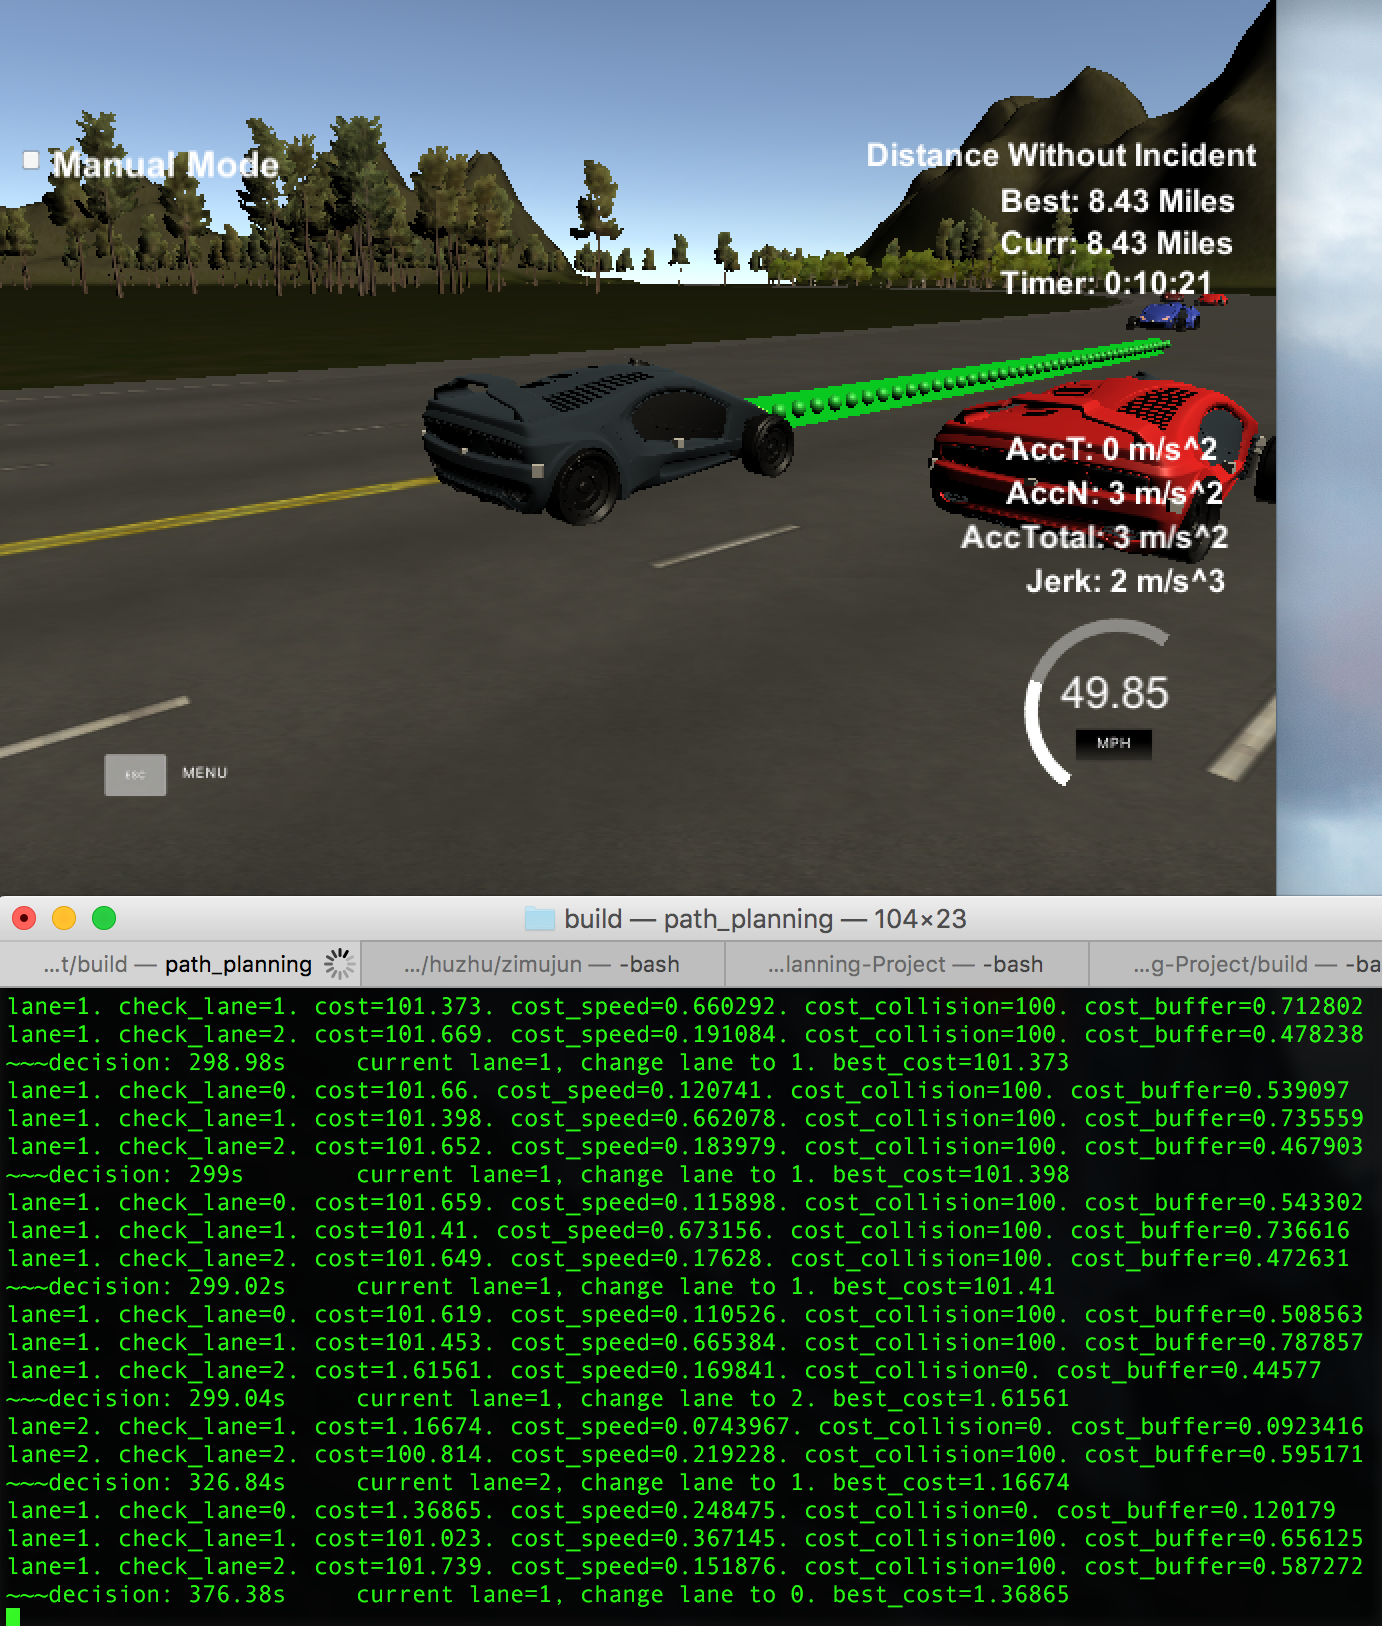 Manual Mode
Distance Without Incident
Best: 8.43 Miles
Curr: 8.43 Miles
Timer: 0:10:21
AccT: 0 m/s^2
AccN: 3 m/s^2
AccTotal: 3 m/s^2
Jerk: 2 m/s^3
49.85
MPH
ESC MENU
build — path_planning — 104×23
...t/build — path_planning
.../huzhu/zimujun — -bash
...lanning-Project — -bash
...g-Project/build — -ba
lane=1. check_lane=1. cost=101.373. cost_speed=0.660292. cost_collision=100. cost_buffer=0.712802
lane=1. check_lane=2. cost=101.669. cost_speed=0.191084. cost_collision=100. cost_buffer=0.478238
~~~decision: 298.98s     current lane=1, change lane to 1. best_cost=101.373
lane=1. check_lane=0. cost=101.66. cost_speed=0.120741. cost_collision=100. cost_buffer=0.539097
lane=1. check_lane=1. cost=101.398. cost_speed=0.662078. cost_collision=100. cost_buffer=0.735559
lane=1. check_lane=2. cost=101.652. cost_speed=0.183979. cost_collision=100. cost_buffer=0.467903
~~~decision: 299s        current lane=1, change lane to 1. best_cost=101.398
lane=1. check_lane=0. cost=101.659. cost_speed=0.115898. cost_collision=100. cost_buffer=0.543302
lane=1. check_lane=1. cost=101.41. cost_speed=0.673156. cost_collision=100. cost_buffer=0.736616
lane=1. check_lane=2. cost=101.649. cost_speed=0.17628. cost_collision=100. cost_buffer=0.472631
~~~decision: 299.02s     current lane=1, change lane to 1. best_cost=101.41
lane=1. check_lane=0. cost=101.619. cost_speed=0.110526. cost_collision=100. cost_buffer=0.508563
lane=1. check_lane=1. cost=101.453. cost_speed=0.665384. cost_collision=100. cost_buffer=0.787857
lane=1. check_lane=2. cost=1.61561. cost_speed=0.169841. cost_collision=0. cost_buffer=0.44577
~~~decision: 299.04s     current lane=1, change lane to 2. best_cost=1.61561
lane=2. check_lane=1. cost=1.16674. cost_speed=0.0743967. cost_collision=0. cost_buffer=0.0923416
lane=2. check_lane=2. cost=100.814. cost_speed=0.219228. cost_collision=100. cost_buffer=0.595171
~~~decision: 326.84s     current lane=2, change lane to 1. best_cost=1.16674
lane=1. check_lane=0. cost=1.36865. cost_speed=0.248475. cost_collision=0. cost_buffer=0.120179
lane=1. check_lane=1. cost=101.023. cost_speed=0.367145. cost_collision=100. cost_buffer=0.656125
lane=1. check_lane=2. cost=101.739. cost_speed=0.151876. cost_collision=100. cost_buffer=0.587272
~~~decision: 376.38s     current lane=1, change lane to 0. best_cost=1.36865